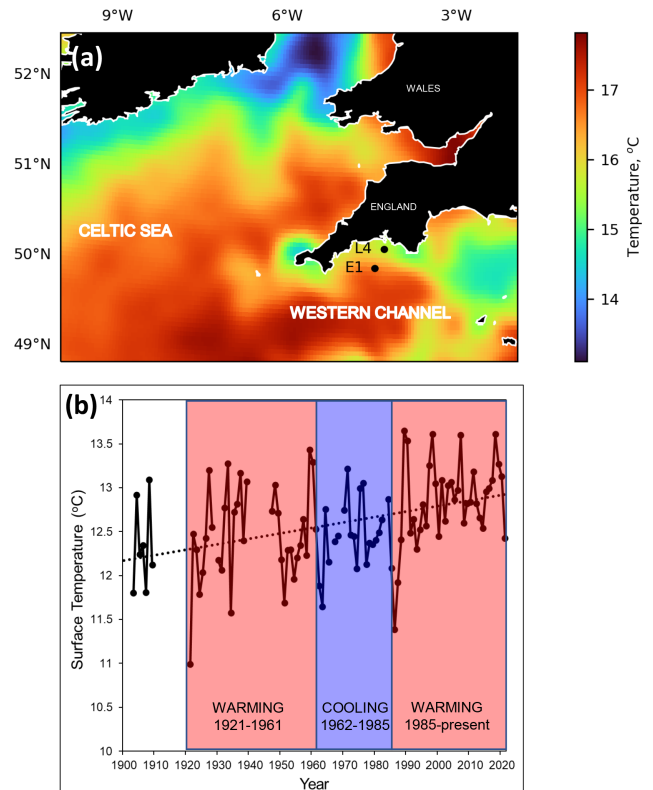 9°W 6°W 3°W
(a)
52°N
51°N
50°N
49°N
WALES
ENGLAND
CELTIC SEA
L4
E1
WESTERN CHANNEL
17
16
15
14
Temperature, °C
(b)
14
13.5
13
12.5
12
11.5
11
10.5
10
Surface Temperature (°C)
WARMING
1921-1961
COOLING
1962-1985
WARMING
1985-present
1900 1910 1920 1930 1940 1950 1960 1970 1980 1990 2000 2010 2020
Year